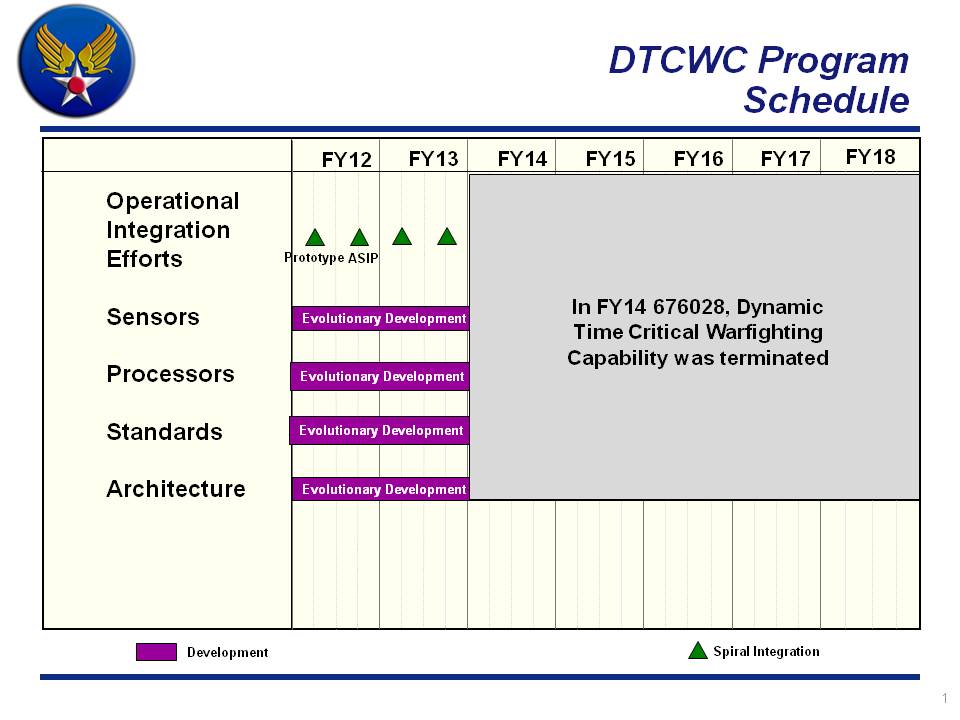 DTCWC Program
Schedule
FY12 FY13 FY14 FY15 FY16 FY17 FY18
Operational
Integration
Efforts
Prototype ASIP
Sensors
Evolutionary Development
Processors
Evolutionary Development
Standards
Evolutionary Development
Architecture
Evolutionary Development
In FY14 676028, Dynamic
Time Critical Warfighting
Capability was terminated
Development
Spiral Integration
1